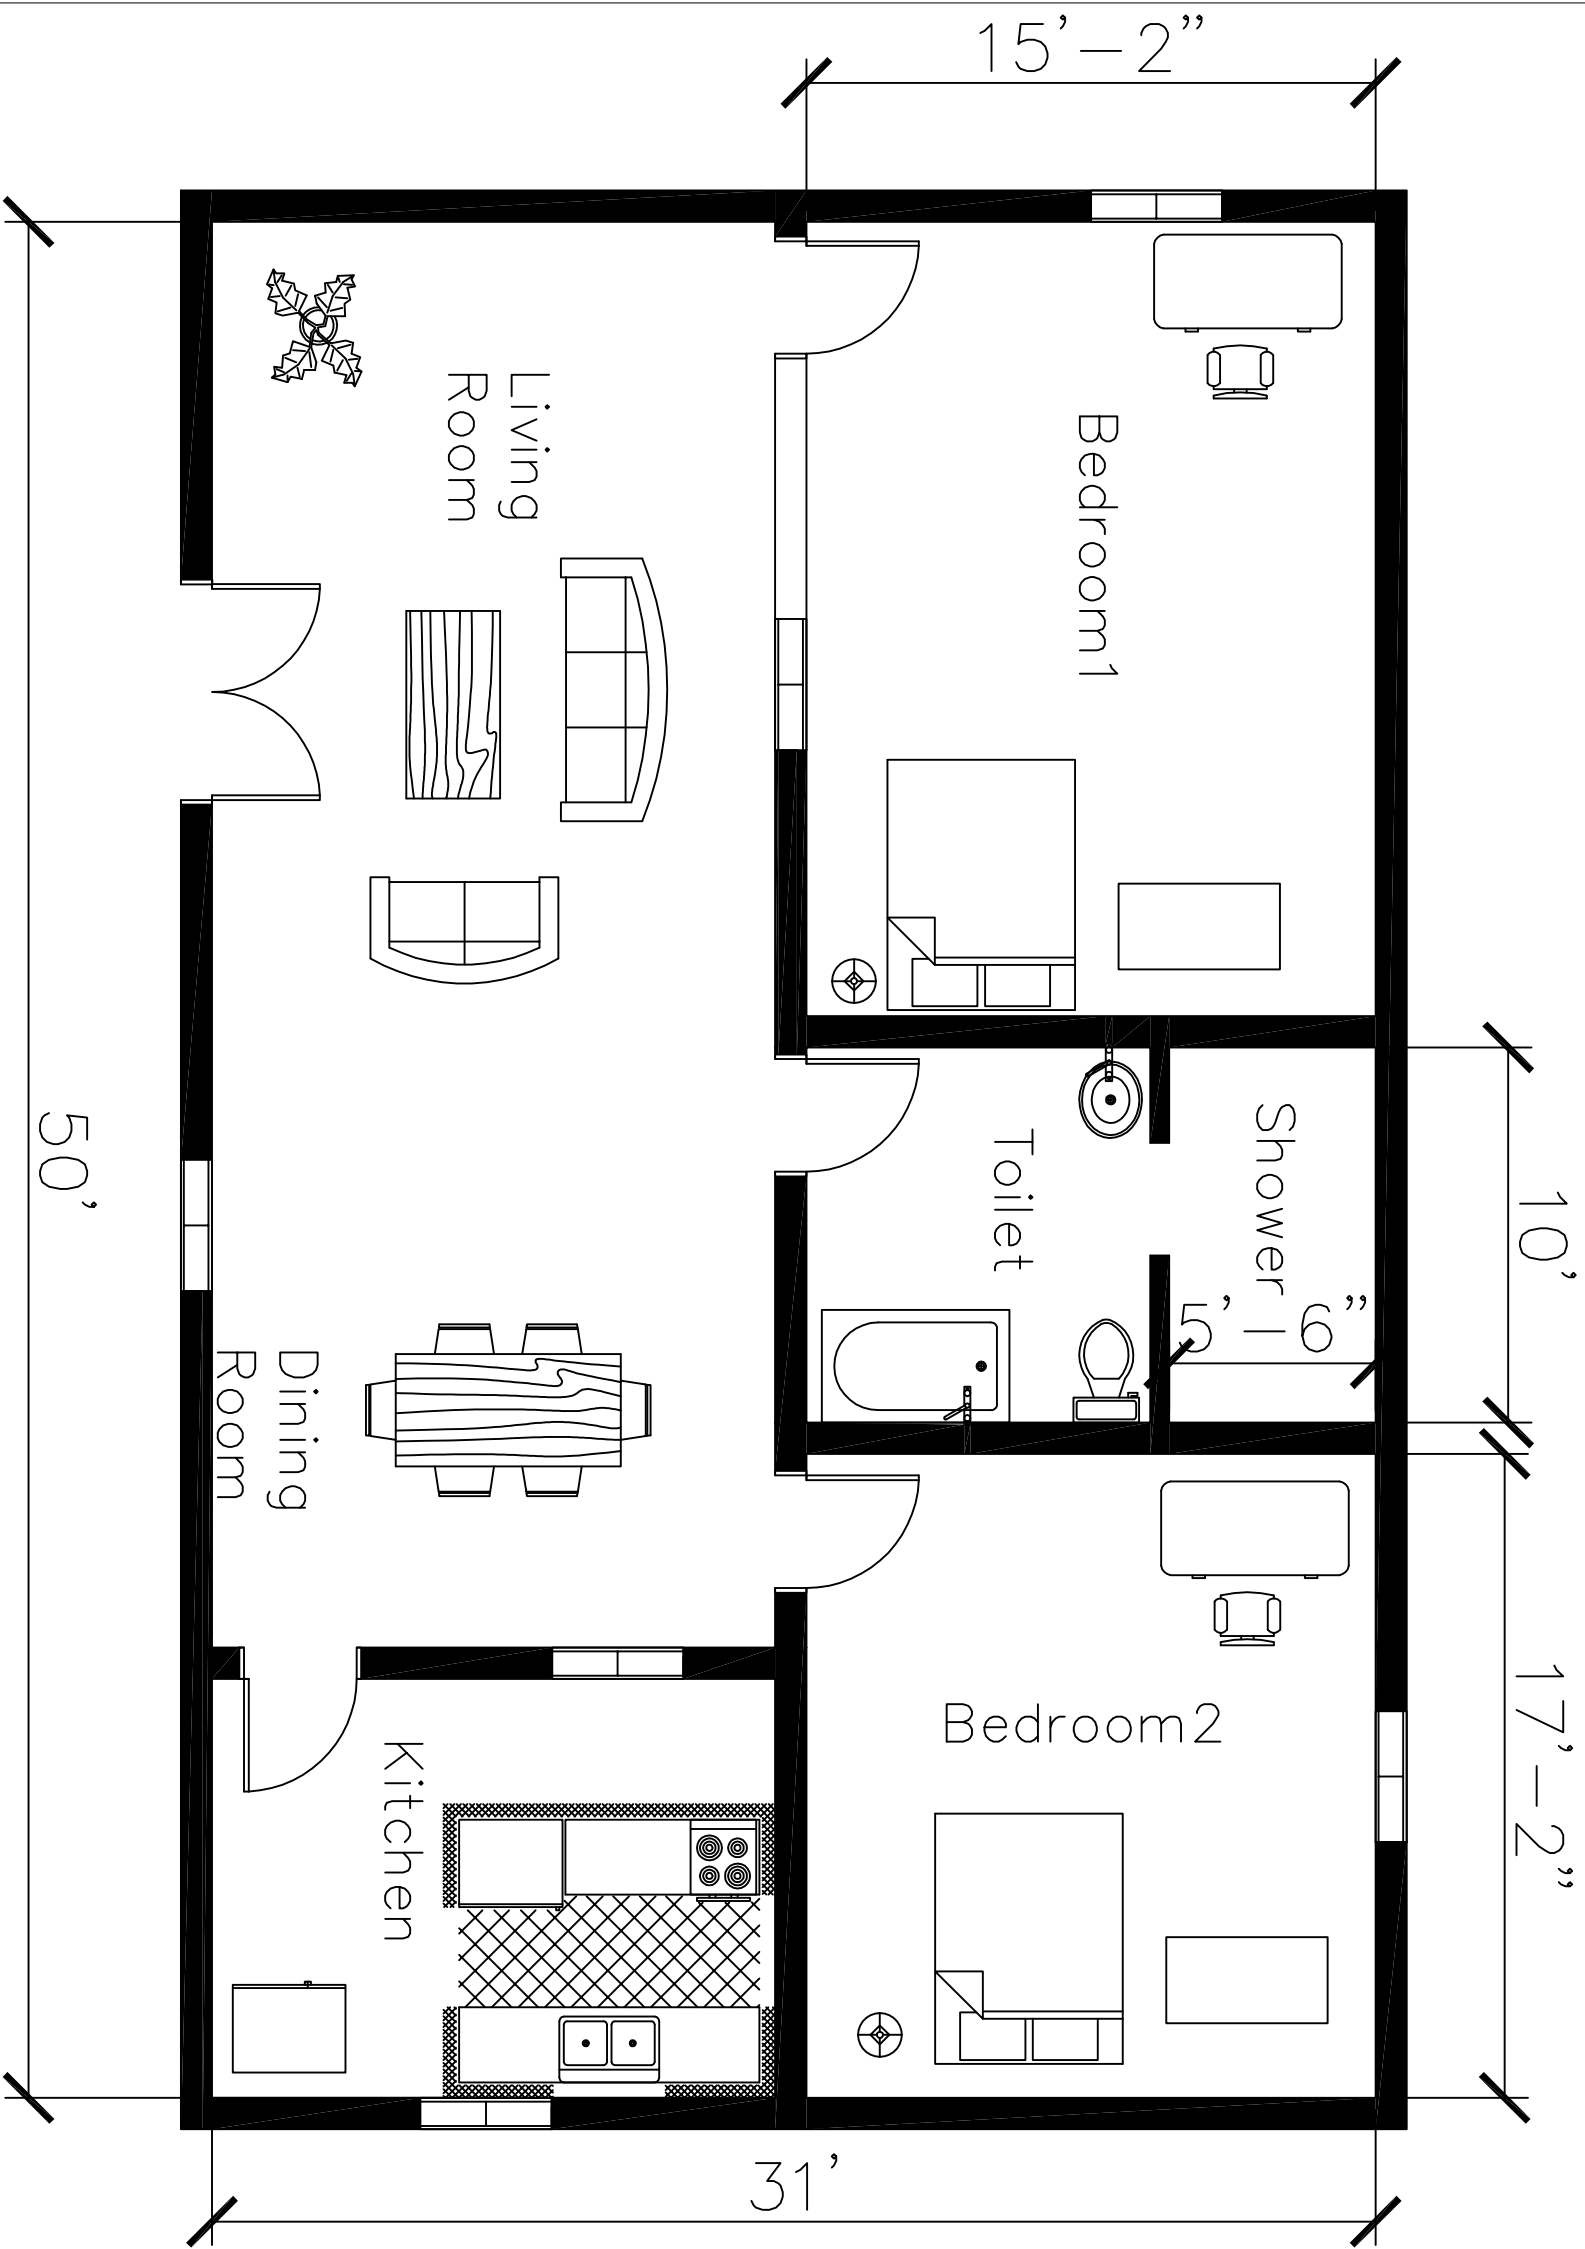 15'-2"
Living
Room
Bedroom1
Toilet
Shower
10'
5'-6"
50'
Dining
Room
Bedroom2
17'-2"
Kitchen
31'